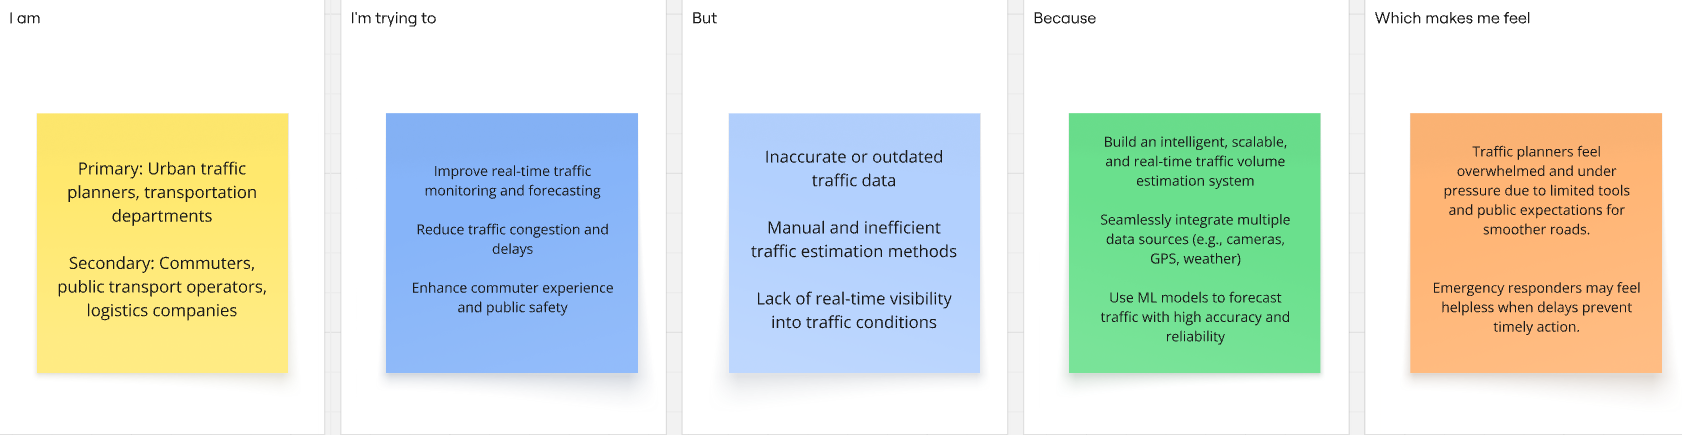 I am
Primary: Urban traffic
planners, transportation
departments
Secondary: Commuters,
public transport operators,
logistics companies
I'm trying to
Improve real-time traffic
monitoring and forecasting
Reduce traffic congestion and
delays
Enhance commuter experience
and public safety
But
Inaccurate or outdated
traffic data
Manual and inefficient
traffic estimation methods
Lack of real-time visibility
into traffic conditions
Because
Build an intelligent, scalable,
and real-time traffic volume
estimation system
Seamlessly integrate multiple
data sources (e.g., cameras,
GPS, weather)
Use ML models to forecast
traffic with high accuracy and
reliability
Which makes me feel
Traffic planners feel
overwhelmed and under
pressure due to limited tools
and public expectations for
smoother roads.
Emergency responders may feel
helpless when delays prevent
timely action.